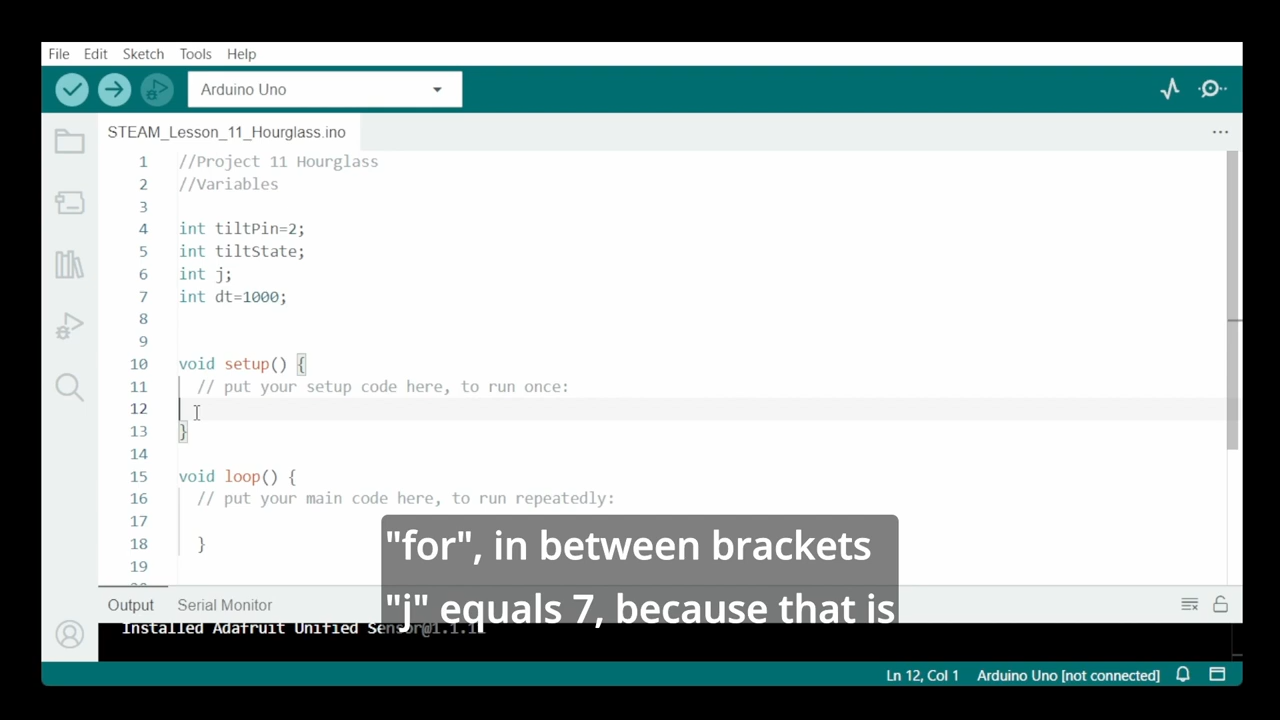 File Edit Sketch Tools Help
Arduino Uno
STEAM_Lesson_11_Hourglass.ino
1 //Project 11 Hourglass
2 //Variables
3
4 int tiltPin=2;
5 int tiltState;
6 int j;
7 int dt=1000;
8
9
10 void setup() {
11 // put your setup code here, to run once:
12
13 }
14
15 void loop() {
16 // put your main code here, to run repeatedly:
17
18 }
19
"for", in between brackets
"j" equals 7, because that is
Output Serial Monitor
Installed Adafruit Unified Sensor@1.1.1
Ln 12, Col 1 Arduino Uno [not connected]